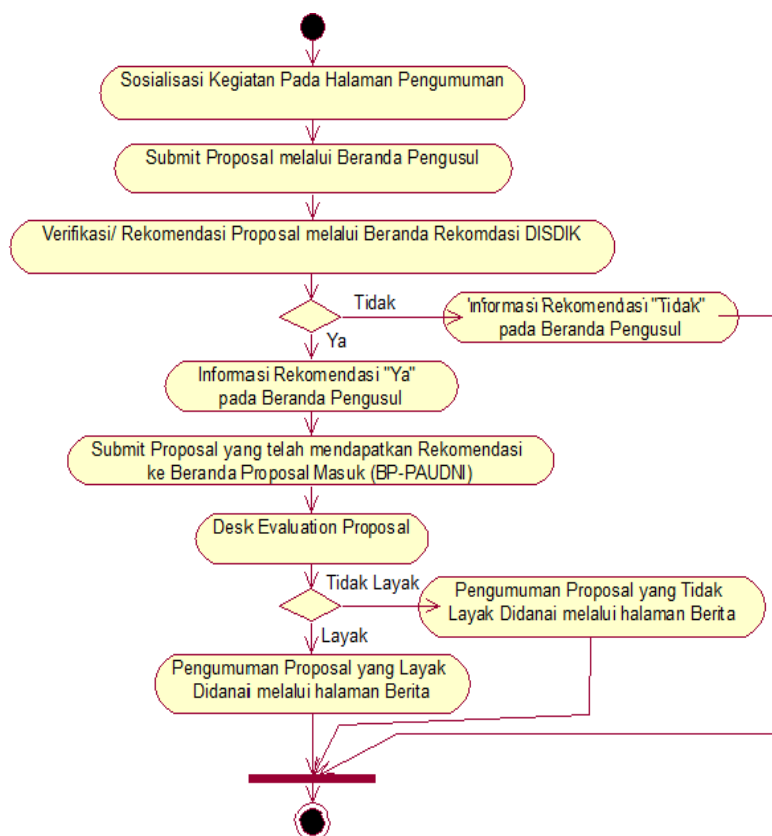 Sosialisasi Kegiatan Pada Halaman Pengumuman
Submit Proposal melalui Beranda Pengusul
Verifikasi/ Rekomendasi Proposal melalui Beranda Rekomdasi DISDIK
Tidak
'Informasi Rekomendasi "Tidak"
pada Beranda Pengusul
Ya
Informasi Rekomendasi "Ya"
pada Beranda Pengusul
Submit Proposal yang telah mendapatkan Rekomendasi
ke Beranda Proposal Masuk (BP-PAUDNI)
Desk Evaluation Proposal
Tidak Layak
Pengumuman Proposal yang Tidak
Layak Didanai melalui halaman Berita
Layak
Pengumuman Proposal yang Layak
Didanai melalui halaman Berita